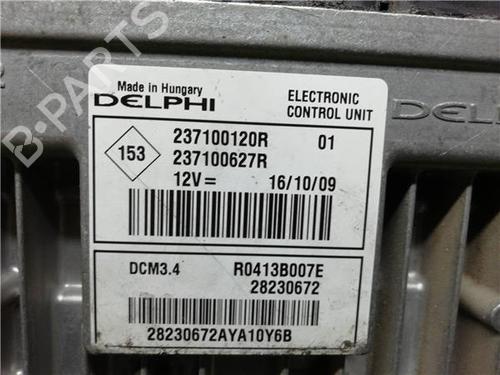 B-PARTS
Made in Hungary
DELPHI
ELECTRONIC
CONTROL UNIT
DELPH
153
237100120R 01
237100627R
12V= 16/10/09
DCM3.4 R0413B007E
28230672
28230672AYA10Y6B